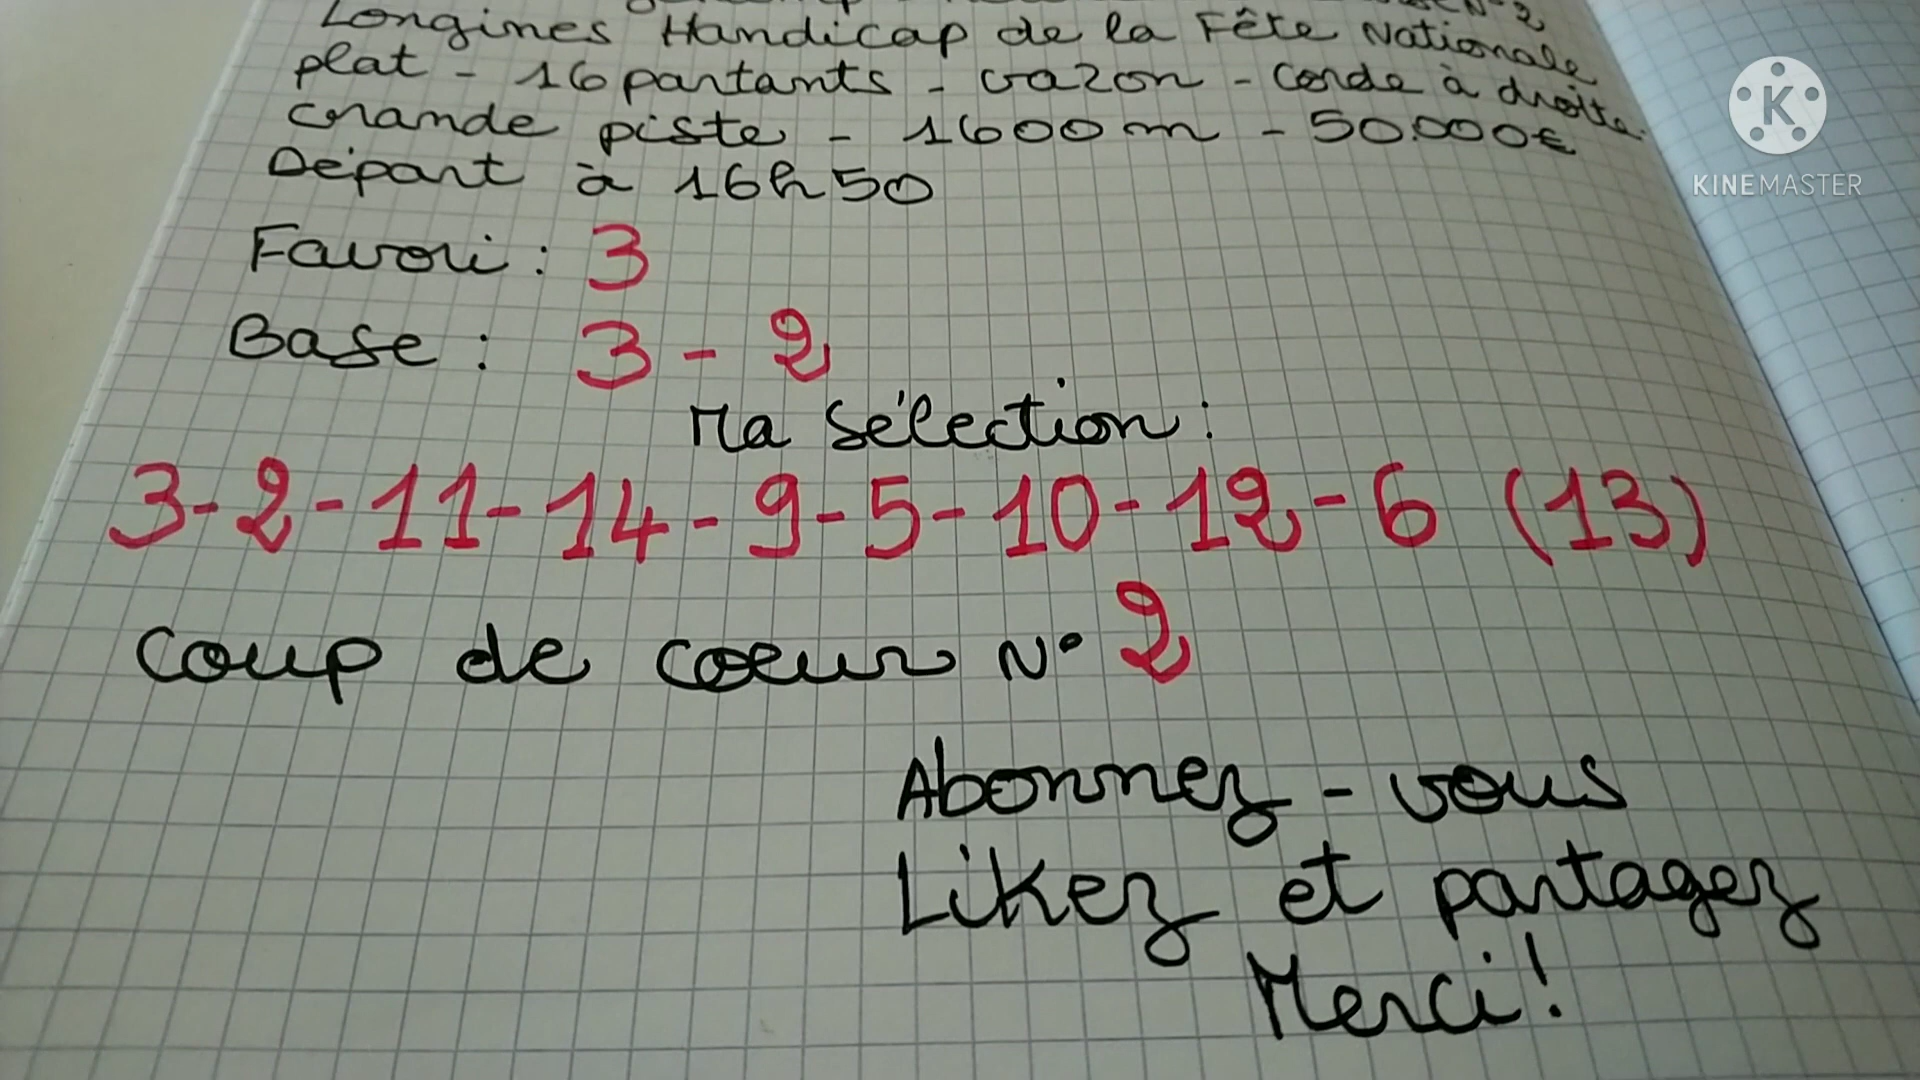 N°2
Longines Handicap de la Fête Nationale
plat - 16 partants - Gazon - Corde à droite.
Grande piste - 1600m - 50.000€
Départ à 16h50
Favori : 3
Base : 3 - 2
Ma sélection :
3-2-11-14-9-5-10-12-6 (13)
Coup de coeur N° 2
Abonnez-vous
Likez et partagez
Merci !
K
KINEMASTER